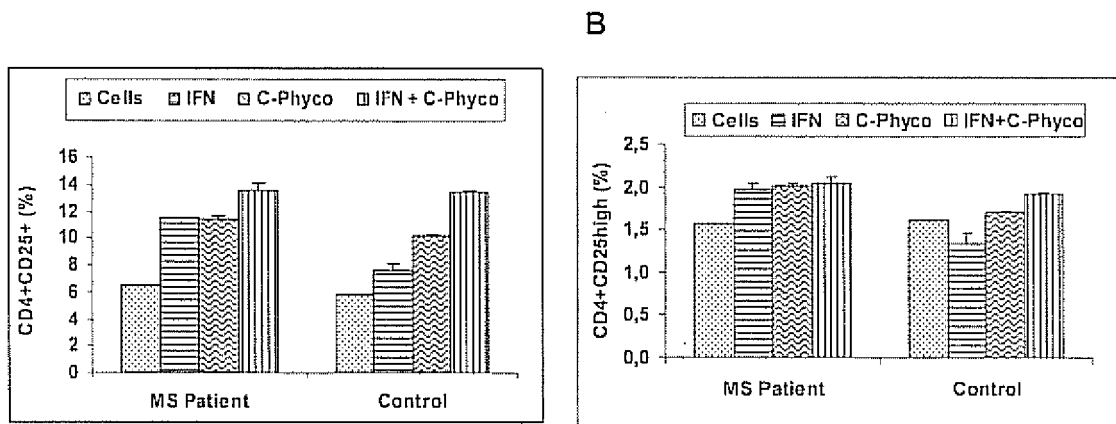 B
Cells IFN C-Phyco IFN + C-Phyco
CD4+CD25+ (%)
16
14
12
10
8
6
4
2
0
MS Patient Control
Cells IFN C-Phyco IFN+C-Phyco
CD4+CD25high (%)
2,5
2,0
1,5
1,0
0,5
0,0
MS Patient Control